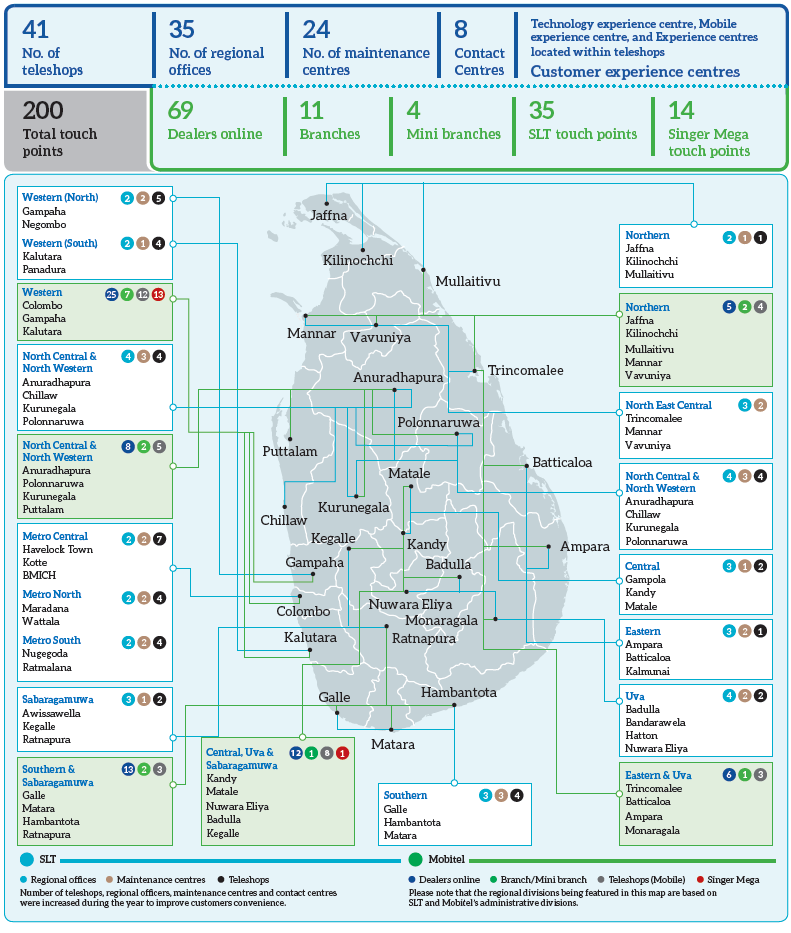 41
No. of
teleshops
35
No. of regional
offices
24
No. of maintenance
centres
8
Contact
Centres
Technology experience centre, Mobile
experience centre, and Experience centres
located within teleshops
Customer experience centres
200
Total touch
points
69
Dealers online
11
Branches
4
Mini branches
35
SLT touch points
14
Singer Mega
touch points
Western (North) 2 2 5
Gampaha
Negombo
Western (South) 2 1 4
Kalutara
Panadura
Western 25 7 12 13
Colombo
Gampaha
Kalutara
North Central & 4 3 4
North Western
Anuradhapura
Chillaw
Kurunegala
Polonnaruwa
North Central & 8 2 5
North Western
Anuradhapura
Polonnaruwa
Kurunegala
Puttalam
Metro Central 2 2 7
Havelock Town
Kotte
BMICH
Metro North 2 2 4
Maradana
Wattala
Metro South 2 2 4
Nugegoda
Ratmalana
Sabaragamuwa 3 1 2
Awissawella
Kegalle
Ratnapura
Southern & 13 2 3
Sabaragamuwa
Galle
Matara
Hambantota
Ratnapura
Jaffna
Kilinochchi
Mullaitivu
Mannar
Vavuniya
Trincomalee
Anuradhapura
Polonnaruwa
Puttalam
Batticaloa
Matale
Kurunegala
Chillaw
Kegalle
Kandy
Ampara
Gampaha
Badulla
Nuwara Eliya
Colombo
Monaragala
Kalutara
Ratnapura
Galle
Hambantota
Matara
Central, Uva & 12 1 8 1
Sabaragamuwa
Kandy
Matale
Nuwara Eliya
Badulla
Kegalle
Southern 3 3 4
Galle
Hambantota
Matara
Northern 2 1 1
Jaffna
Kilinochchi
Mullaitivu
Northern 5 2 4
Jaffna
Kilinochchi
Mullaitivu
Mannar
Vavuniya
North East Central 3 2
Trincomalee
Mannar
Vavuniya
North Central & 4 3 4
North Western
Anuradhapura
Chillaw
Kurunegala
Polonnaruwa
Central 3 1 2
Gampola
Kandy
Matale
Eastern 3 2 1
Ampara
Batticaloa
Kalmunai
Uva 4 2 2
Badulla
Bandarawela
Hatton
Nuwara Eliya
Eastern & Uva 6 1 3
Trincomalee
Batticaloa
Ampara
Monaragala
SLT
Regional offices Maintenance centres Teleshops
Number of teleshops, regional officers, maintenance centres and contact centres
were increased during the year to improve customers convenience.
Mobitel
Dealers online Branch/Mini branch Teleshops (Mobile) Singer Mega
Please note that the regional divisions being featured in this map are based on
SLT and Mobitel's administrative divisions.